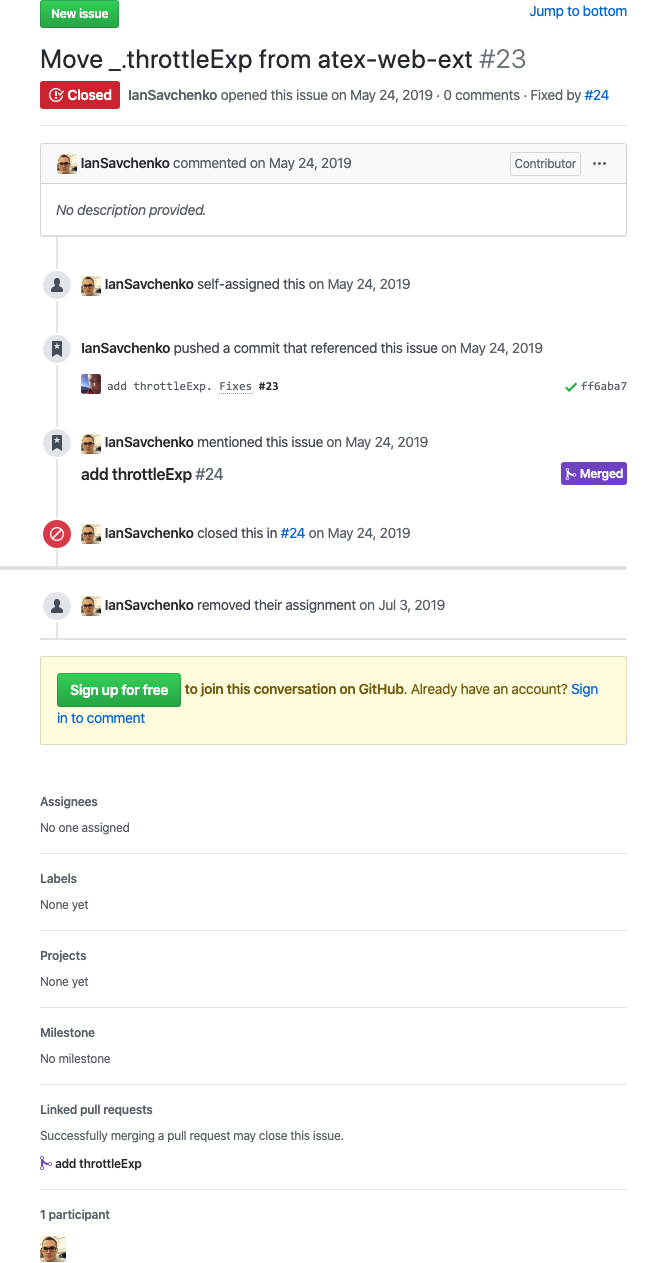 New issue
Jump to bottom
Move _.throttleExp from atex-web-ext #23
Closed IanSavchenko opened this issue on May 24, 2019 · 0 comments · Fixed by #24
IanSavchenko commented on May 24, 2019 Contributor ···
No description provided.
IanSavchenko self-assigned this on May 24, 2019
IanSavchenko pushed a commit that referenced this issue on May 24, 2019
add throttleExp. Fixes #23 ff6aba7
IanSavchenko mentioned this issue on May 24, 2019
add throttleExp #24 Merged
IanSavchenko closed this in #24 on May 24, 2019
IanSavchenko removed their assignment on Jul 3, 2019
Sign up for free to join this conversation on GitHub. Already have an account? Sign
in to comment
Assignees
No one assigned
Labels
None yet
Projects
None yet
Milestone
No milestone
Linked pull requests
Successfully merging a pull request may close this issue.
add throttleExp
1 participant